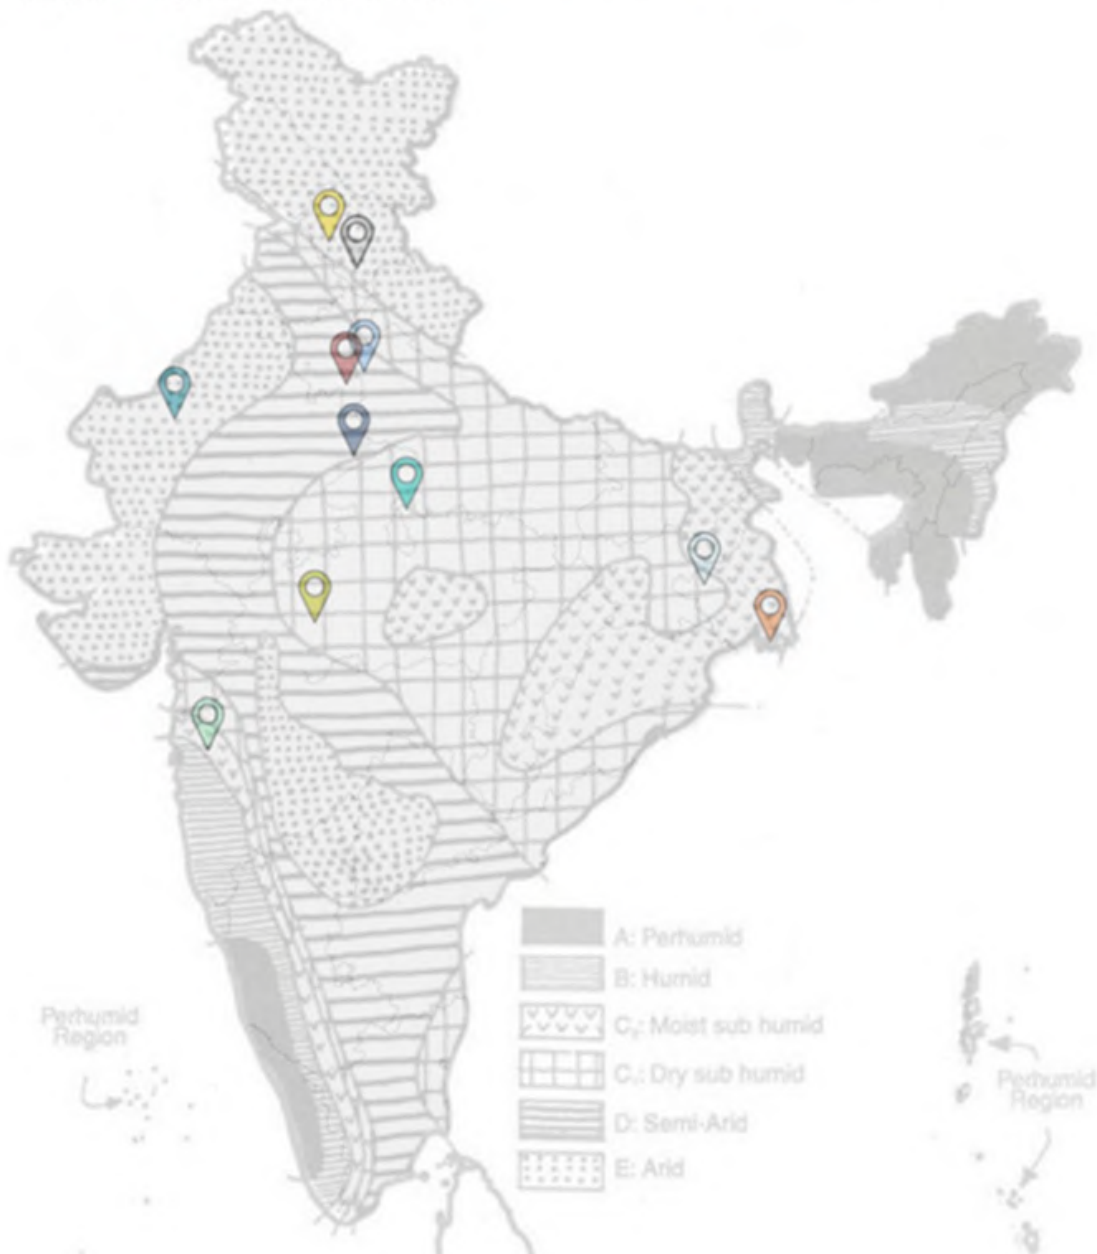 A: Perhumid
B: Humid
C₂: Moist sub humid
C₁: Dry sub humid
D: Semi-Arid
E: Arid
Perhumid
Region
Perhumid
Region